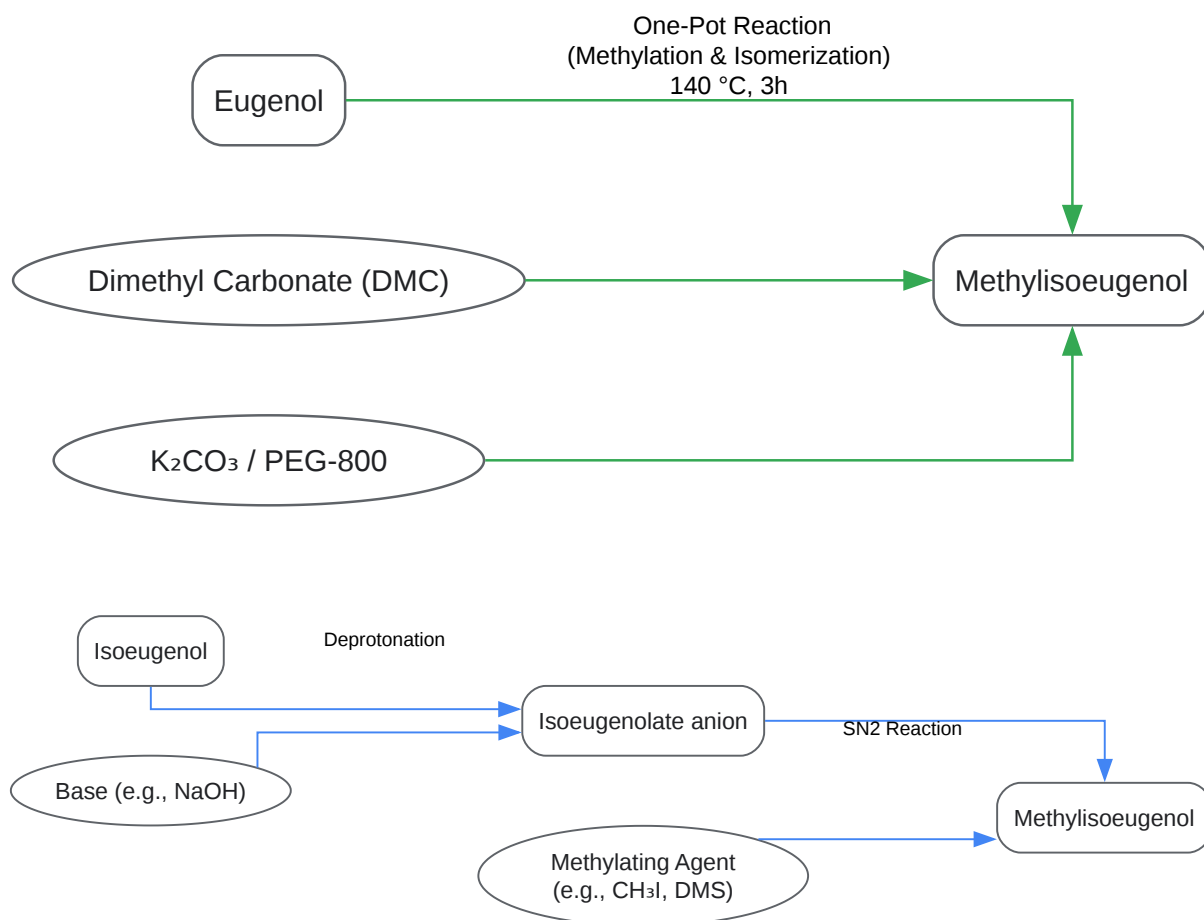 One-Pot Reaction
(Methylation & Isomerization)
140 °C, 3h
Eugenol
Dimethyl Carbonate (DMC)
Methylisoeugenol
K₂CO₃ / PEG-800
Isoeugenol
Deprotonation
Isoeugenolate anion
SN2 Reaction
Base (e.g., NaOH)
Methylisoeugenol
Methylating Agent
(e.g., CH₃I, DMS)